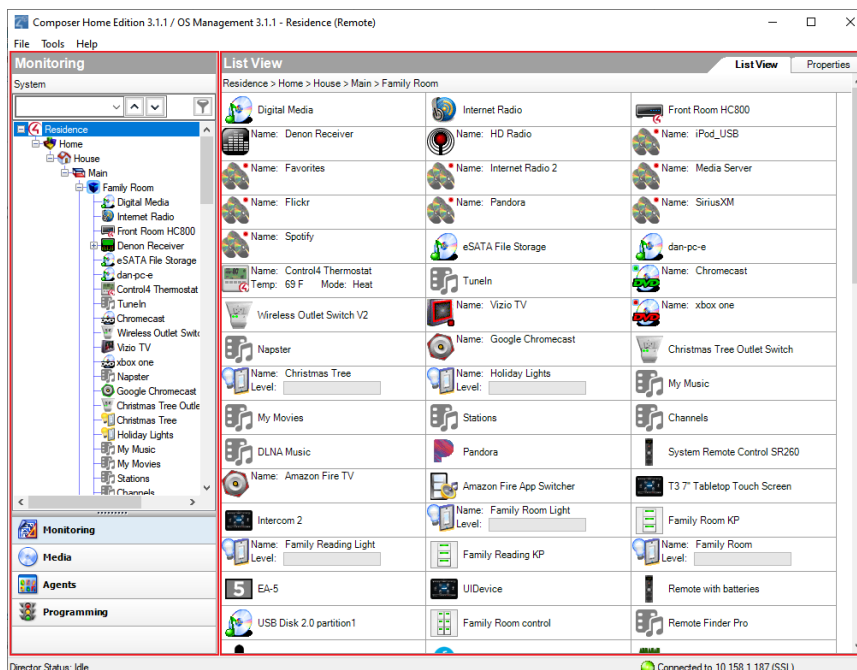 Composer Home Edition 3.1.1 / OS Management 3.1.1 - Residence (Remote)
File Tools Help
Monitoring
System
Residence
Home
House
Main
Family Room
Digital Media
Internet Radio
Front Room HC800
Denon Receiver
eSATA File Storage
dan-pc-e
Control4 Thermostat
TuneIn
Chromecast
Wireless Outlet Switc
Vizio TV
xbox one
Napster
Google Chromecast
Christmas Tree Outle
Christmas Tree
Holiday Lights
My Music
My Movies
Stations
Channels
Monitoring
Media
Agents
Programming
List View
List View Properties
Residence > Home > House > Main > Family Room
Digital Media Internet Radio Front Room HC800
Name: Denon Receiver Name: HD Radio Name: iPod_USB
Name: Favorites Name: Internet Radio 2 Name: Media Server
Name: Flickr Name: Pandora Name: SiriusXM
Name: Spotify eSATA File Storage dan-pc-e
Name: Control4 Thermostat TuneIn Name: Chromecast
Temp: 69 F Mode: Heat
Wireless Outlet Switch V2 Name: Vizio TV Name: xbox one
Napster Name: Google Chromecast Christmas Tree Outlet Switch
Name: Christmas Tree Name: Holiday Lights My Music
Level: Level:
My Movies Stations Channels
DLNA Music Pandora System Remote Control SR260
Name: Amazon Fire TV Amazon Fire App Switcher T3 7" Tabletop Touch Screen
Intercom 2 Name: Family Room Light Family Room KP
Level:
Name: Family Reading Light Family Reading KP Name: Family Room
Level: Level:
5 EA-5 UIDevice Remote with batteries
USB Disk 2.0 partition1 Family Room control Remote Finder Pro
Director Status: Idle Connected to 10.158.1.187 (SSL)